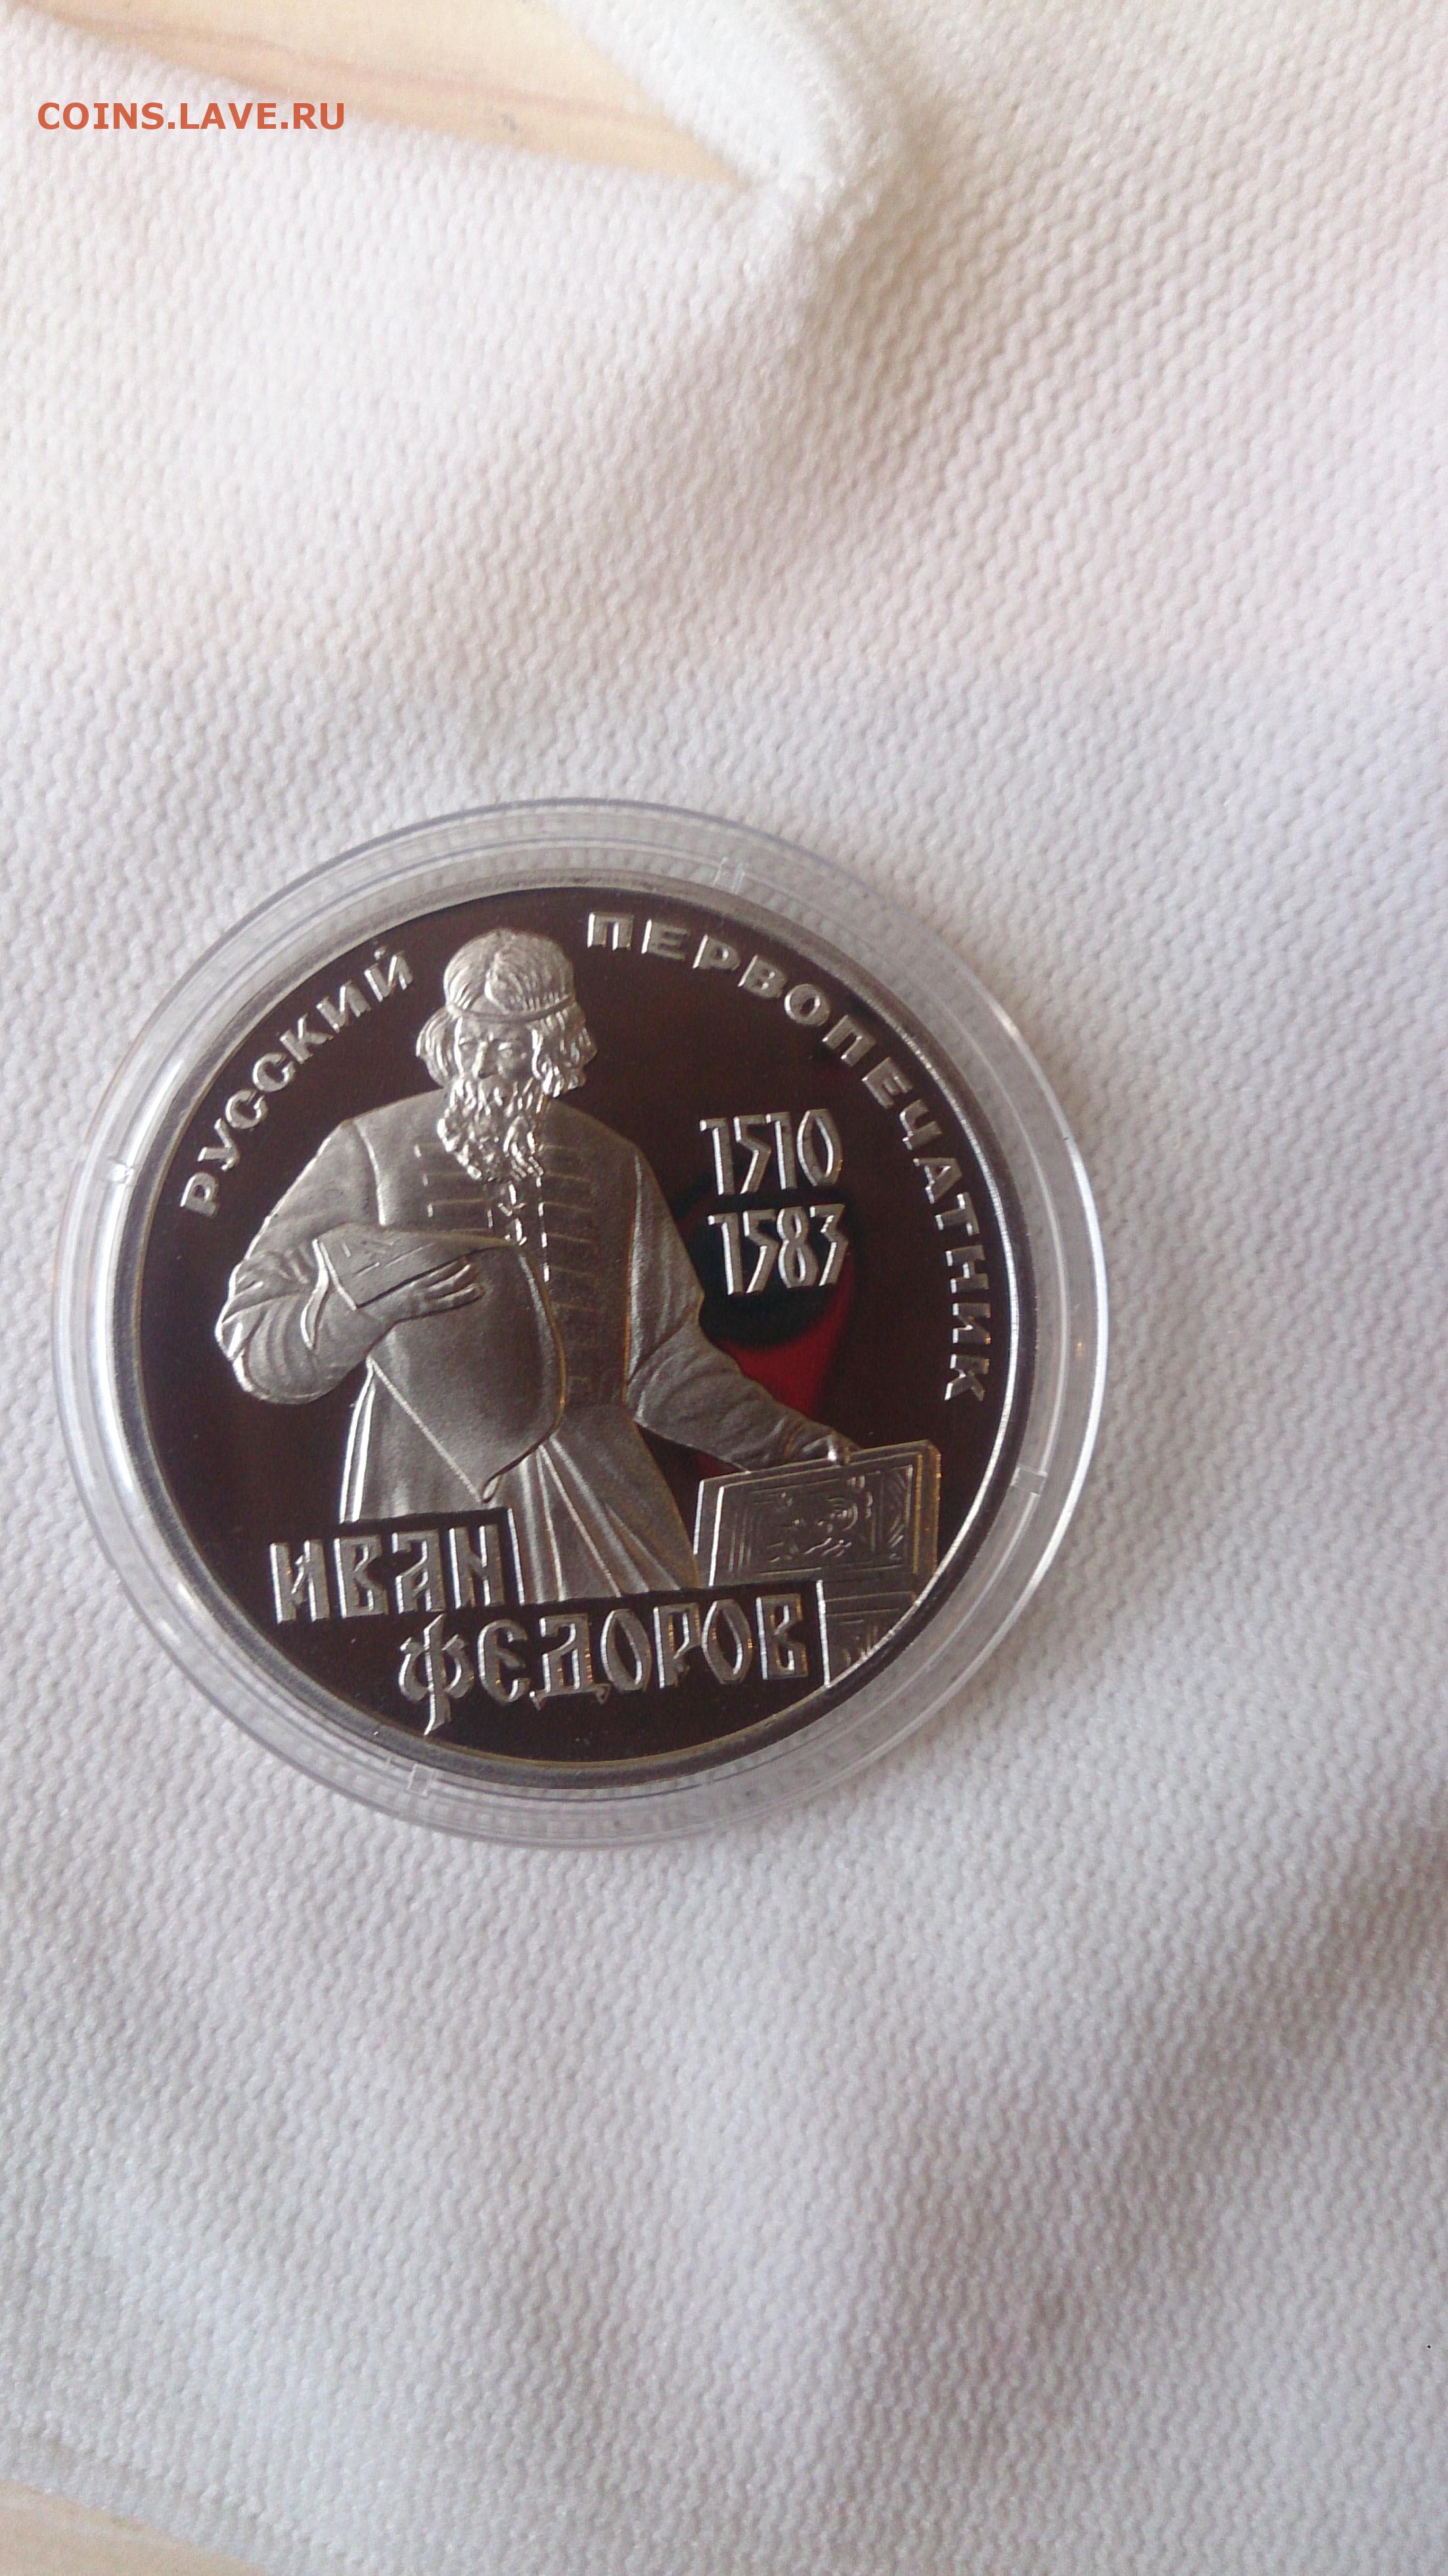 COINS.LAVE.RU
РУССКИЙ ПЕРВОПЕЧАТНИК
1510
1583
ИВАН
ФЕДОРОВ